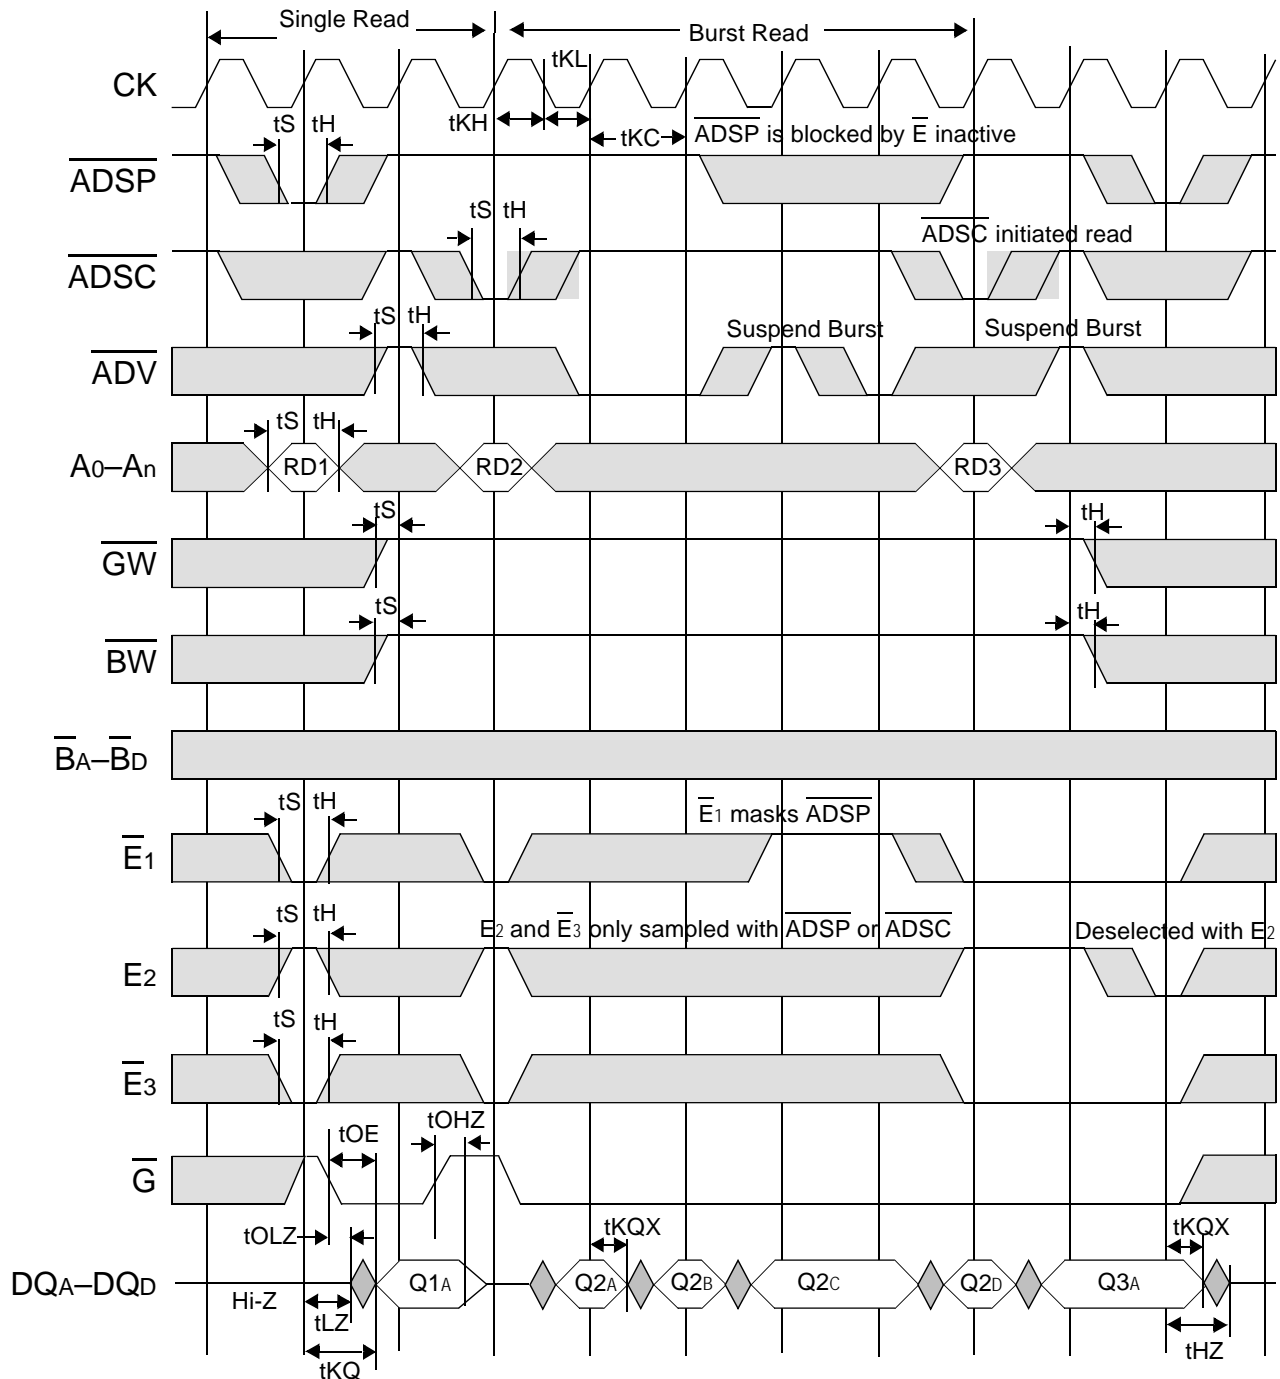 Single Read
Burst Read
CK
tKL
tKH
tKC
ADSP is blocked by E inactive
tS tH
ADSP
tS tH
ADSC initiated read
ADSC
tS tH
Suspend Burst
Suspend Burst
ADV
tS tH
A0–An
RD1
RD2
RD3
tS
tH
GW
tS
tH
BW
BA–BD
tS tH
E1 masks ADSP
E1
tS tH
E2 and E3 only sampled with ADSP or ADSC
Deselected with E2
E2
tS tH
E3
tOE
tOHZ
G
tOLZ
tKQX
tKQX
DQA–DQD
Q1A
Q2A
Q2B
Q2C
Q2D
Q3A
Hi-Z
tLZ
tHZ
tKQ